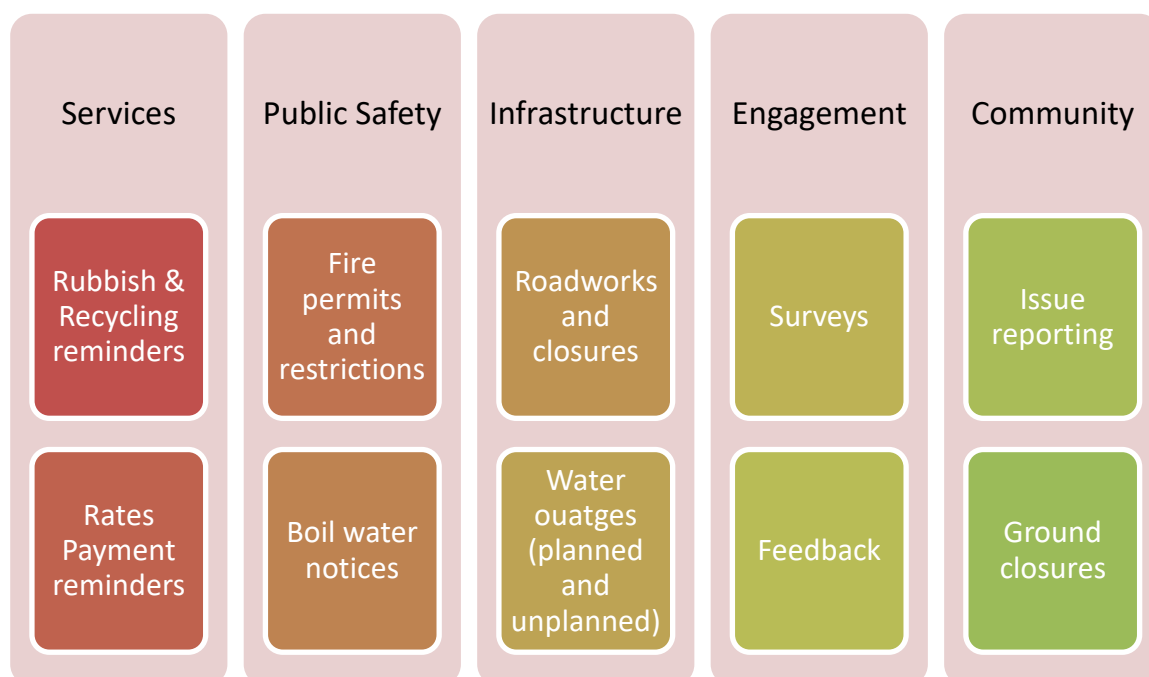 Services
Public Safety
Infrastructure
Engagement
Community
Rubbish &
Recycling
reminders
Fire
permits
and
restrictions
Roadworks
and
closures
Surveys
Issue
reporting
Rates
Payment
reminders
Boil water
notices
Water
ouatges
(planned
and
unplanned)
Feedback
Ground
closures